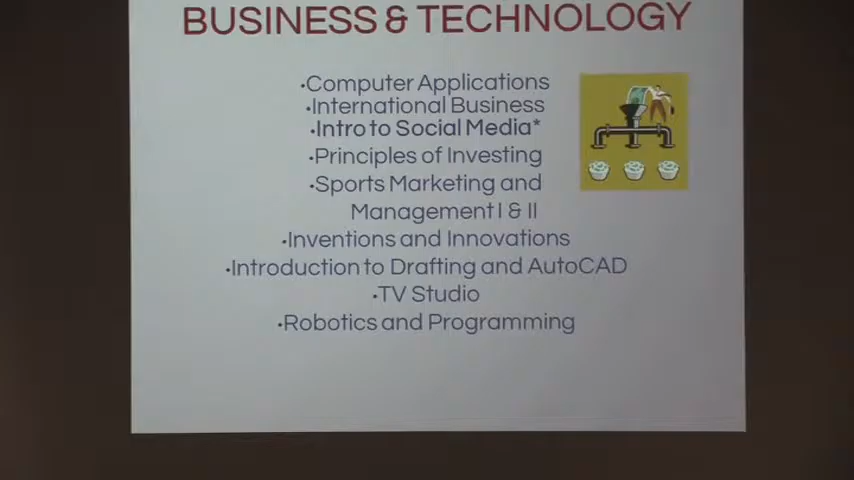 BUSINESS & TECHNOLOGY
•Computer Applications
•International Business
•Intro to Social Media*
•Principles of Investing
•Sports Marketing and
Management I & II
•Inventions and Innovations
•Introduction to Drafting and AutoCAD
•TV Studio
•Robotics and Programming